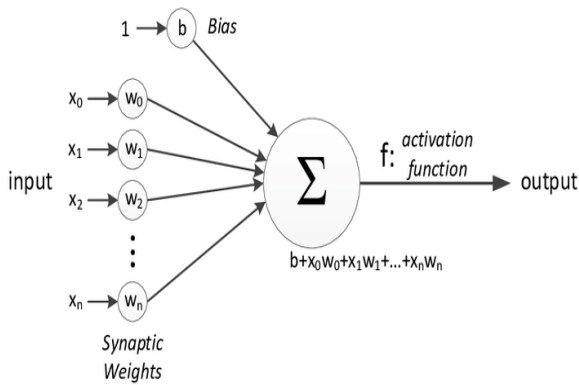 1 b Bias
x₀ w₀
x₁ w₁
x₂ w₂
xₙ wₙ
input
Synaptic
Weights
Σ
b+x₀w₀+x₁w₁+...+xₙwₙ
f: activation
function
output